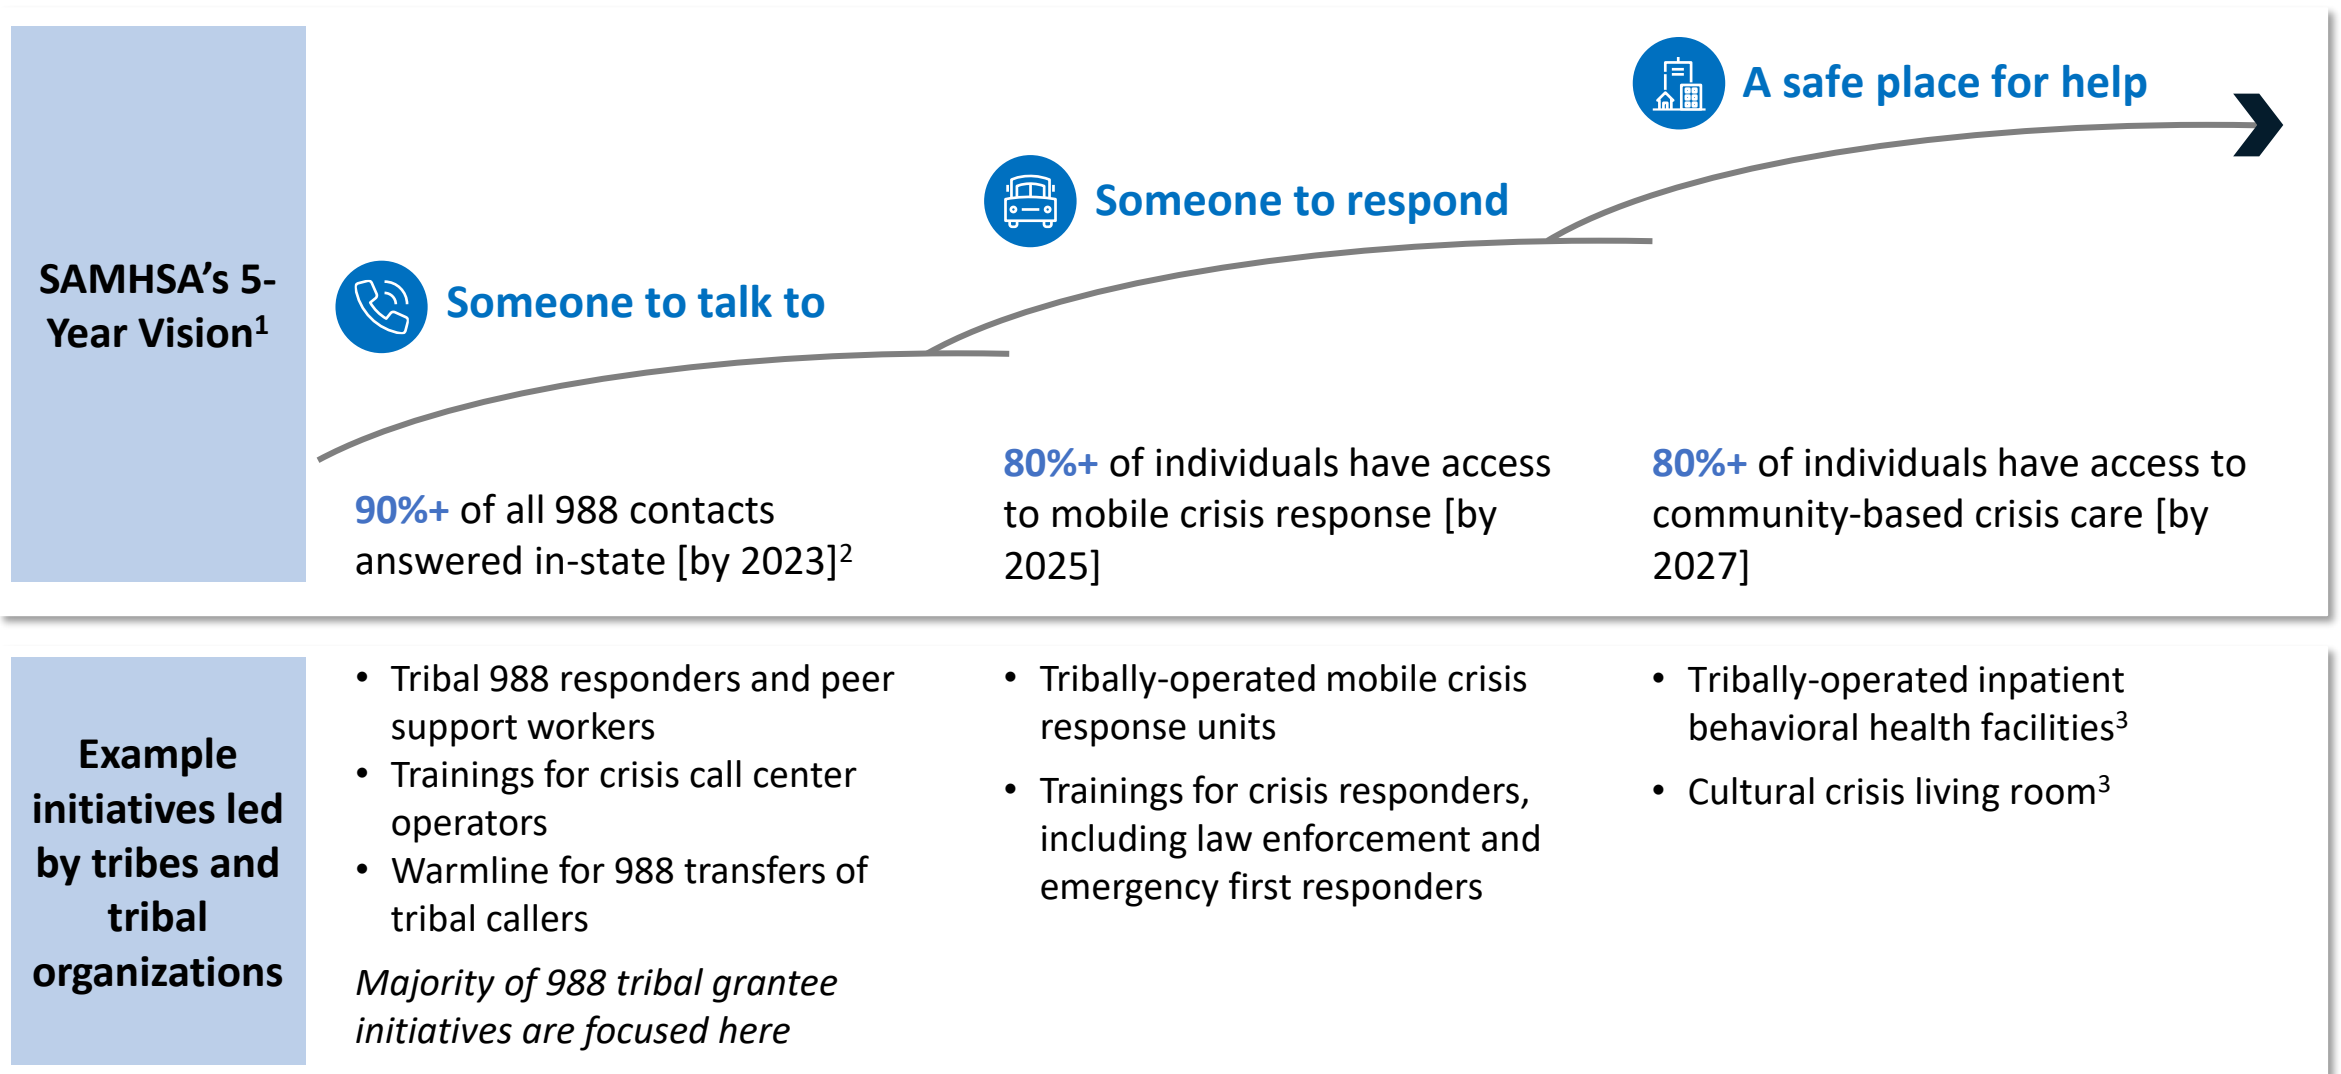 SAMHSA's 5-
Year Vision1
Someone to talk to
Someone to respond
A safe place for help
90%+ of all 988 contacts
answered in-state [by 2023]2
80%+ of individuals have access
to mobile crisis response [by
2025]
80%+ of individuals have access to
community-based crisis care [by
2027]
Example
initiatives led
by tribes and
tribal
organizations
• Tribal 988 responders and peer
support workers
• Trainings for crisis call center
operators
• Warmline for 988 transfers of
tribal callers
Majority of 988 tribal grantee
initiatives are focused here
• Tribally-operated mobile crisis
response units
• Trainings for crisis responders,
including law enforcement and
emergency first responders
• Tribally-operated inpatient
behavioral health facilities3
• Cultural crisis living room3